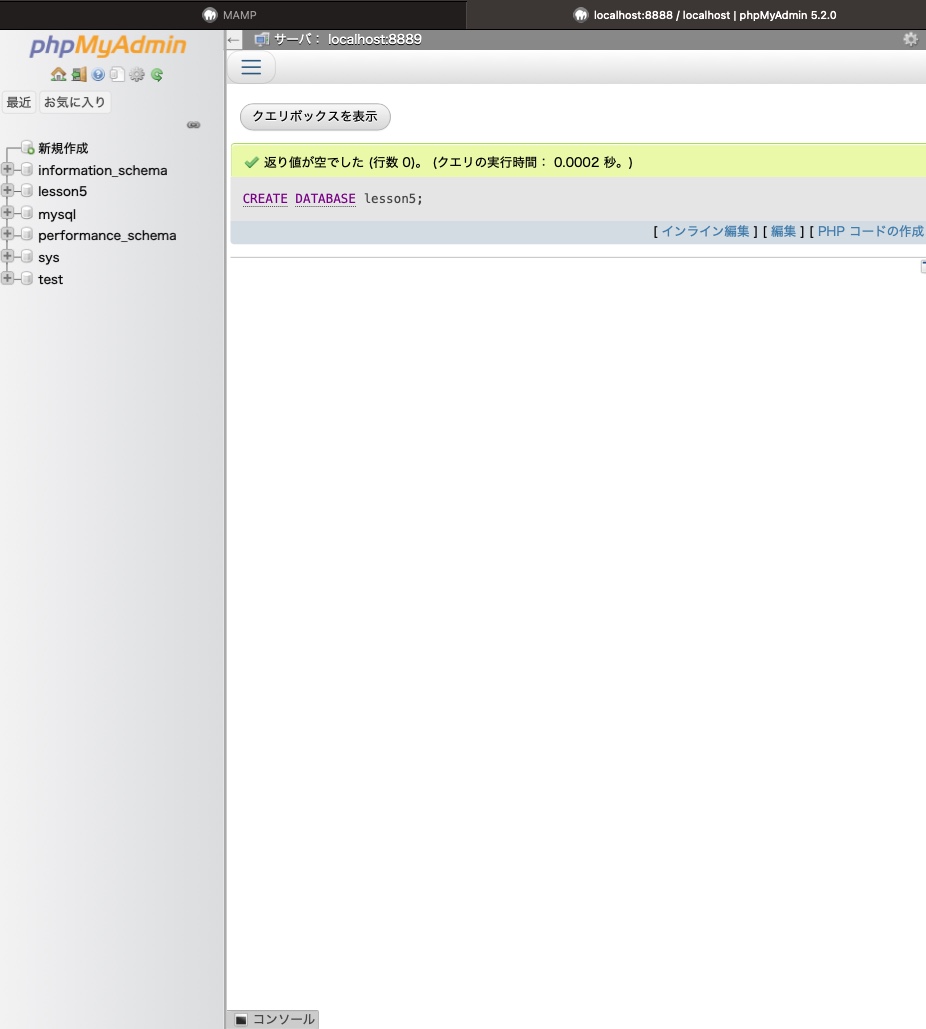 MAMP
localhost:8888 / localhost | phpMyAdmin 5.2.0
phpMyAdmin
最近 お気に入り
新規作成
information_schema
lesson5
mysql
performance_schema
sys
test
サーバ： localhost:8889
クエリボックスを表示
返り値が空でした (行数 0)。 (クエリの実行時間： 0.0002 秒。)
CREATE DATABASE lesson5;
[ インライン編集 ] [ 編集 ] [ PHP コードの作成
コンソール